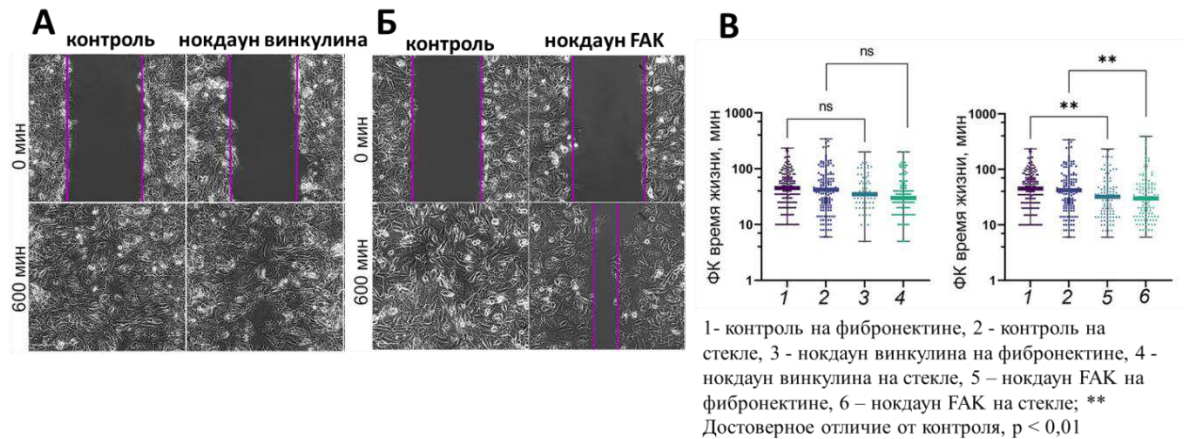 А
контроль
нокдаун винкулина
0 мин
600 мин
Б
контроль
нокдаун FAK
0 мин
600 мин
В
ns
ns
ФК время жизни, мин
1000
100
10
1
1 2 3 4
**
**
ФК время жизни, мин
1000
100
10
1
1 2 5 6
1- контроль на фибронектине, 2 - контроль на
стекле, 3 - нокдаун винкулина на фибронектине, 4 -
нокдаун винкулина на стекле, 5 – нокдаун FAK на
фибронектине, 6 – нокдаун FAK на стекле; **
Достоверное отличие от контроля, p < 0,01